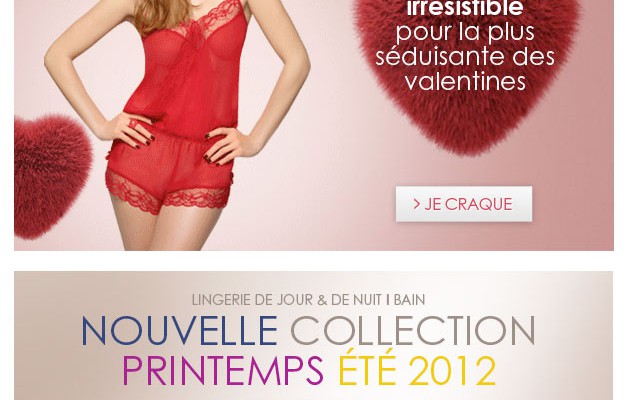 irrésistible
pour la plus
séduisante des
valentines
> JE CRAQUE
LINGERIE DE JOUR & DE NUIT I BAIN
NOUVELLE COLLECTION
PRINTEMPS ÉTÉ 2012